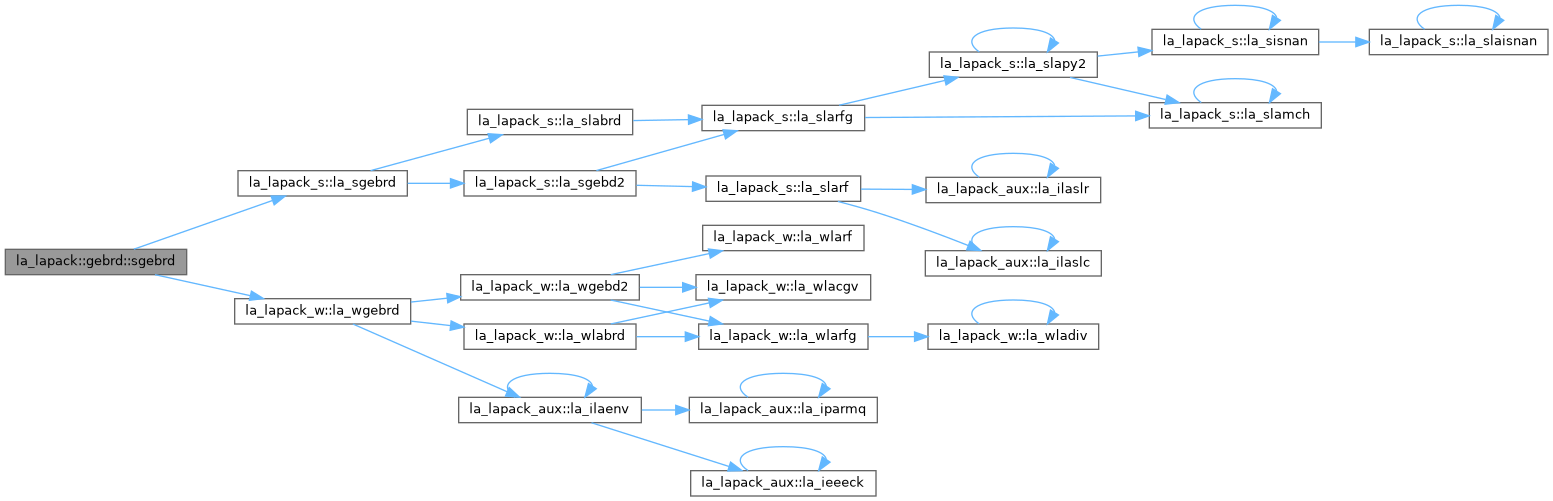 la_lapack_s::la_sisnan
la_lapack_s::la_slaisnan
la_lapack_s::la_slapy2
la_lapack_s::la_slamch
la_lapack_s::la_slabrd
la_lapack_s::la_slarfg
la_lapack_s::la_sgebrd
la_lapack_s::la_sgebd2
la_lapack_s::la_slarf
la_lapack_aux::la_ilaslr
la_lapack_w::la_wlarf
la_lapack_aux::la_ilaslc
la_lapack::gebrd::sgebrd
la_lapack_w::la_wgebd2
la_lapack_w::la_wlacgv
la_lapack_w::la_wgebrd
la_lapack_w::la_wlabrd
la_lapack_w::la_wlarfg
la_lapack_w::la_wladiv
la_lapack_aux::la_ilaenv
la_lapack_aux::la_iparmq
la_lapack_aux::la_ieeeck